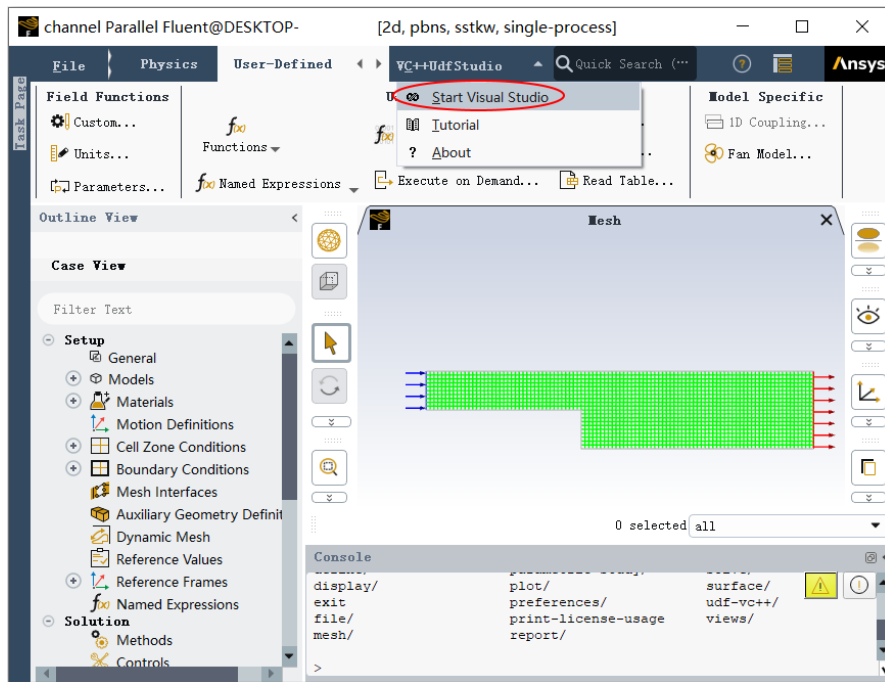 channel Parallel Fluent@DESKTOP- [2d, pbns, sstkw, single-process]
File Physics User-Defined VC++UdfStudio Quick Search (··· Ansys
Task Page
Field Functions
Custom...
Units...
Parameters...
f(x)
Functions
f(x) Named Expressions
U
Start Visual Studio
Tutorial
? About
Execute on Demand...
Read Table...
Model Specific
1D Coupling...
Fan Model...
Outline View <
Case View
Filter Text
Setup
General
Models
Materials
Motion Definitions
Cell Zone Conditions
Boundary Conditions
Mesh Interfaces
Auxiliary Geometry Definit
Dynamic Mesh
Reference Values
Reference Frames
f(x) Named Expressions
Solution
Methods
Controls
Mesh
0 selected all
Console
display/ plot/ surface/
exit preferences/ udf-vc++/
file/ print-license-usage views/
mesh/ report/
>